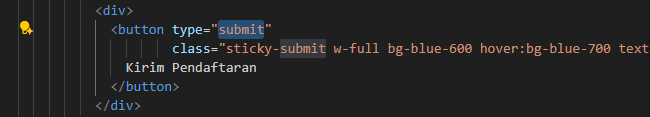 <div>
<button type="submit"
class="sticky-submit w-full bg-blue-600 hover:bg-blue-700 text
Kirim Pendaftaran
</button>
</div>